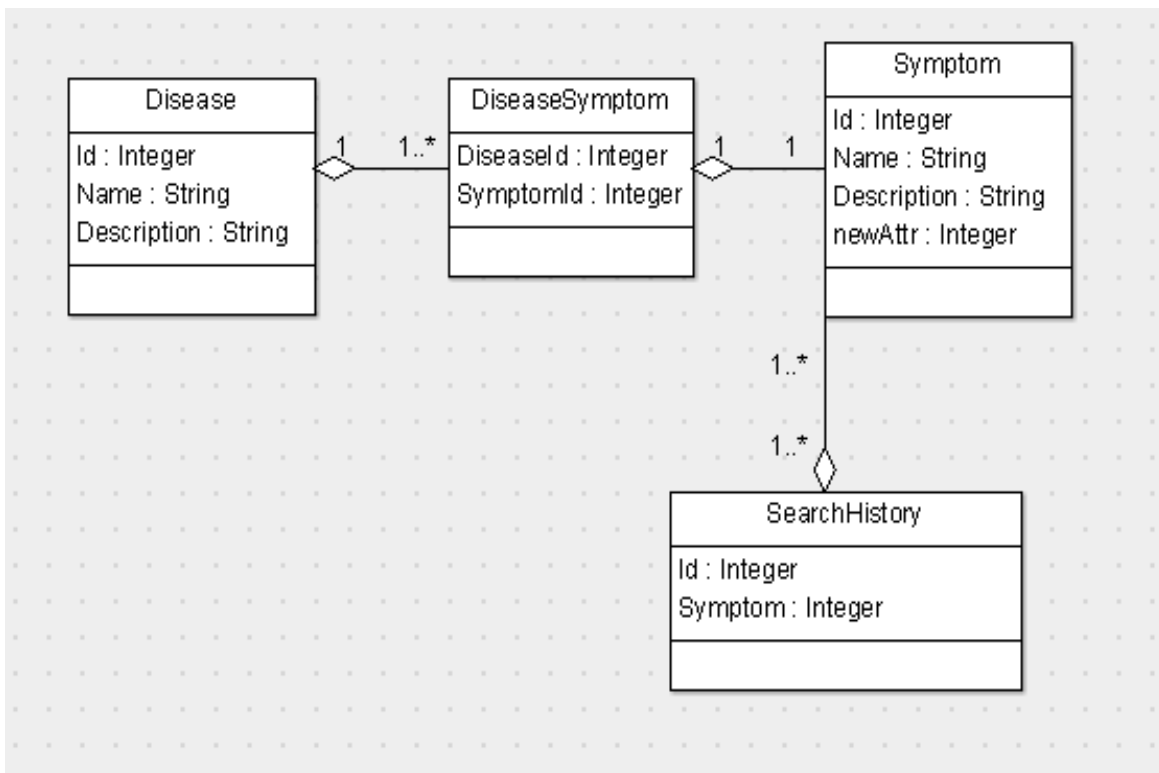 Disease
Id : Integer
Name : String
Description : String
1
1..*
DiseaseSymptom
DiseaseId : Integer
SymptomId : Integer
1
1
Symptom
Id : Integer
Name : String
Description : String
newAttr : Integer
1..*
1..*
SearchHistory
Id : Integer
Symptom : Integer